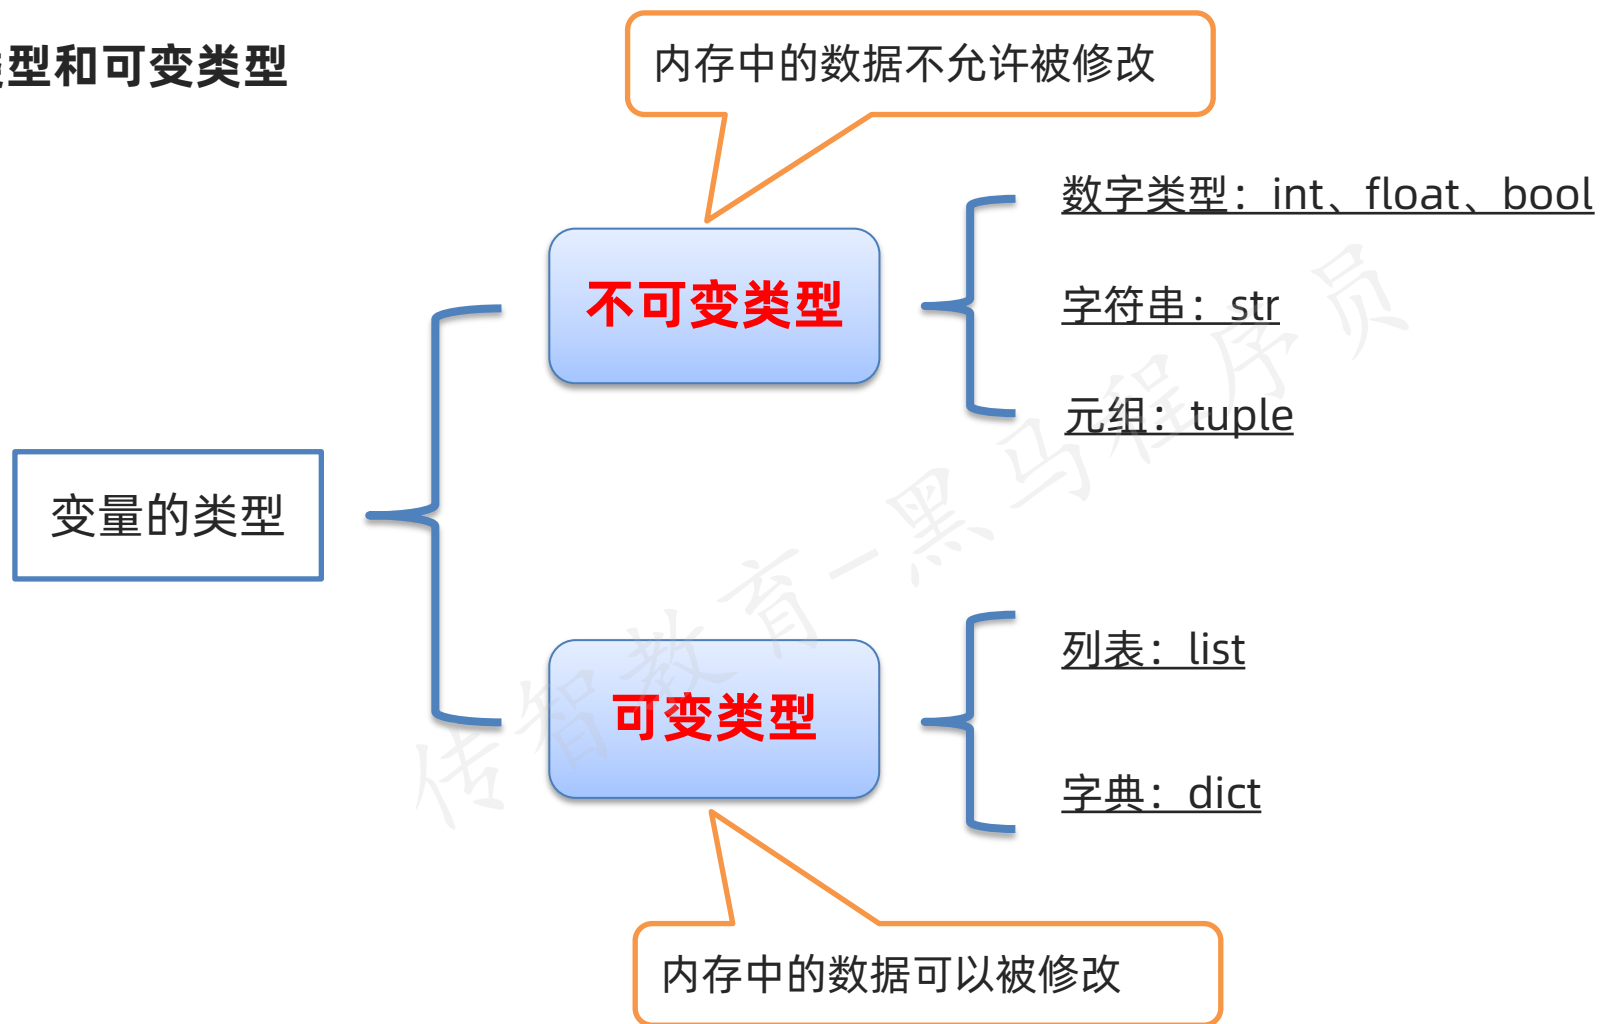 型和可变类型
内存中的数据不允许被修改
数字类型：int、float、bool
不可变类型
字符串：str
元组：tuple
变量的类型
列表：list
可变类型
字典：dict
内存中的数据可以被修改
传智教育-黑马程序员